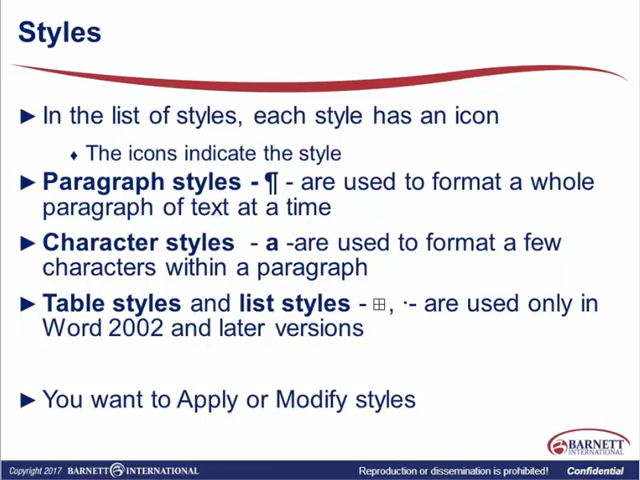 Styles
►In the list of styles, each style has an icon
♦ The icons indicate the style
►Paragraph styles - ¶ - are used to format a whole
paragraph of text at a time
►Character styles - a -are used to format a few
characters within a paragraph
►Table styles and list styles - ⊞, ·- are used only in
Word 2002 and later versions
►You want to Apply or Modify styles
BARNETT
INTERNATIONAL
Copyright 2017 BARNETT INTERNATIONAL Reproduction or dissemination is prohibited! Confidential